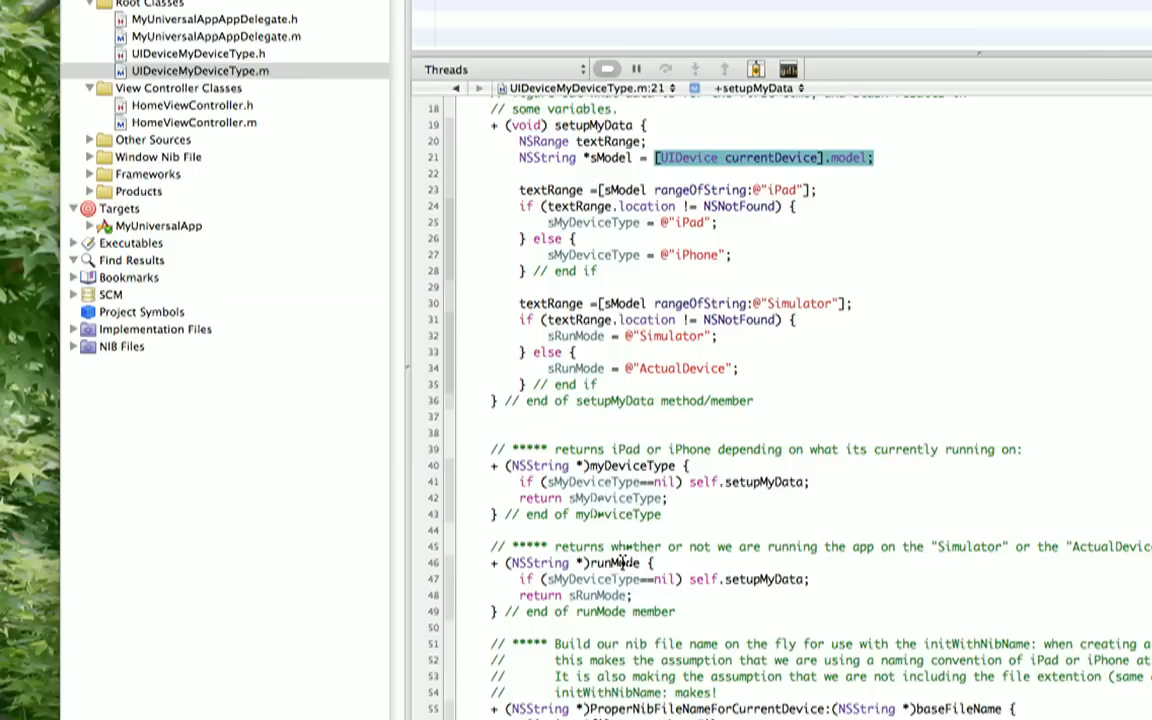 Root Classes
MyUniversalAppAppDelegate.h
MyUniversalAppAppDelegate.m
UIDeviceMyDeviceType.h
UIDeviceMyDeviceType.m
View Controller Classes
HomeViewController.h
HomeViewController.m
Other Sources
Window Nib File
Frameworks
Products
Targets
MyUniversalApp
Executables
Find Results
Bookmarks
SCM
Project Symbols
Implementation Files
NIB Files
Threads
UIDeviceMyDeviceType.m:21 +setupMyData
18 // some variables.
19 + (void) setupMyData {
20 NSRange textRange;
21 NSString *sModel = [UIDevice currentDevice].model;
22
23 textRange =[sModel rangeOfString:@"iPad"];
24 if (textRange.location != NSNotFound) {
25 sMyDeviceType = @"iPad";
26 } else {
27 sMyDeviceType = @"iPhone";
28 } // end if
29
30 textRange =[sModel rangeOfString:@"Simulator"];
31 if (textRange.location != NSNotFound) {
32 sRunMode = @"Simulator";
33 } else {
34 sRunMode = @"ActualDevice";
35 } // end if
36 } // end of setupMyData method/member
37
38
39 // ***** returns iPad or iPhone depending on what its currently running on:
40 + (NSString *)myDeviceType {
41 if (sMyDeviceType==nil) self.setupMyData;
42 return sMyDeviceType;
43 } // end of myDeviceType
44
45 // ***** returns whether or not we are running the app on the "Simulator" or the "ActualDevice
46 + (NSString *)runMode {
47 if (sMyDeviceType==nil) self.setupMyData;
48 return sRunMode;
49 } // end of runMode member
50
51 // ***** Build our nib file name on the fly for use with the initWithNibName: when creating a
52 // this makes the assumption that we are using a naming convention of iPad or iPhone at
53 // It is also making the assumption that we are not including the file extention (same
54 // initWithNibName: makes!
55 + (NSString *)ProperNibFileNameForCurrentDevice:(NSString *)baseFileName {